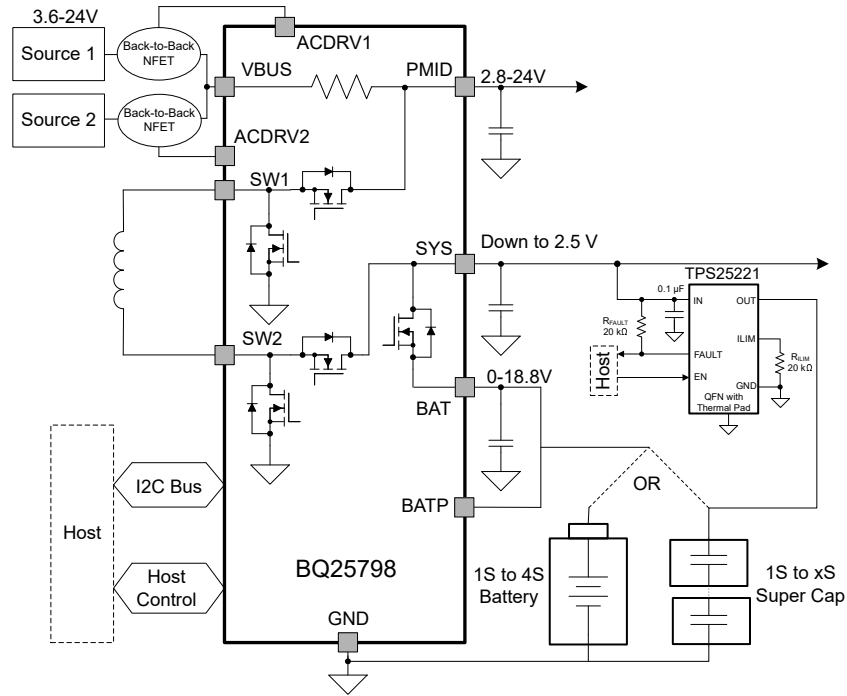 3.6-24V
Source 1
Back-to-Back
NFET
ACDRV1
VBUS
PMID
2.8-24V
Source 2
Back-to-Back
NFET
ACDRV2
SW1
SYS
Down to 2.5 V
TPS25221
0.1 µF
IN
OUT
RFAULT
20 kΩ
ILIM
FAULT
RILIM
20 kΩ
Host
EN
GND
QFN with
Thermal Pad
SW2
0-18.8V
BAT
I2C Bus
OR
BATP
Host
Host
Control
BQ25798
1S to 4S
Battery
1S to xS
Super Cap
GND